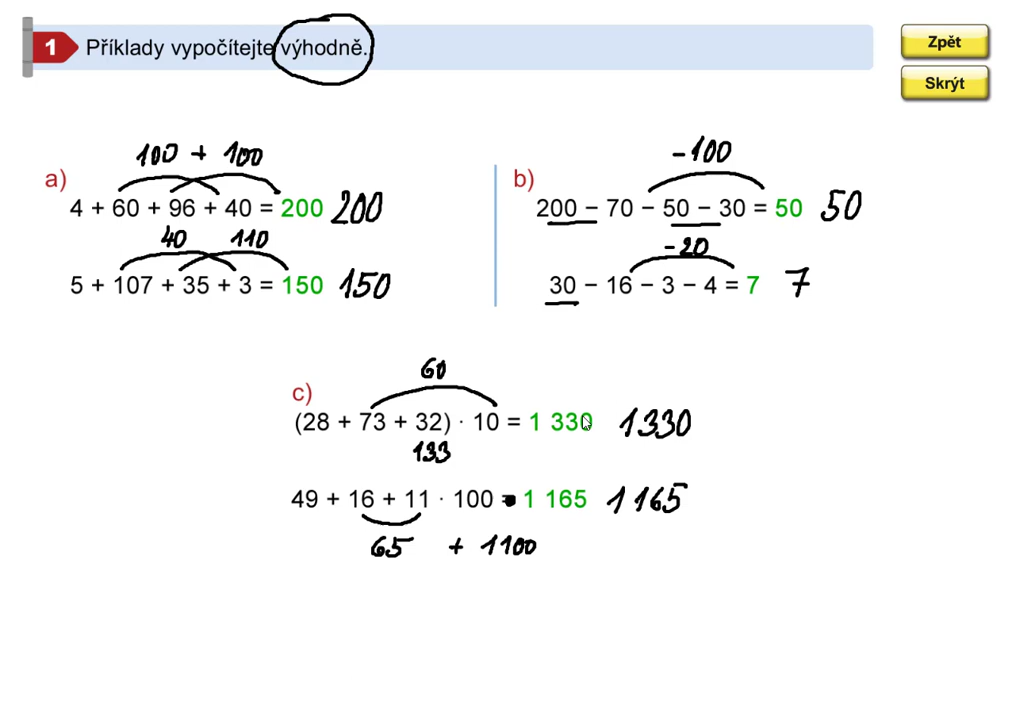 1 Příklady vypočítejte výhodně.
Zpět
Skrýt
100 + 100
a)
4 + 60 + 96 + 40 = 200 200
40 110
5 + 107 + 35 + 3 = 150 150
-100
b)
200 − 70 − 50 − 30 = 50 50
-20
30 − 16 − 3 − 4 = 7 7
60
c)
(28 + 73 + 32) · 10 = 1 330 1330
133
49 + 16 + 11 · 100 = 1 165 1165
65 + 1100